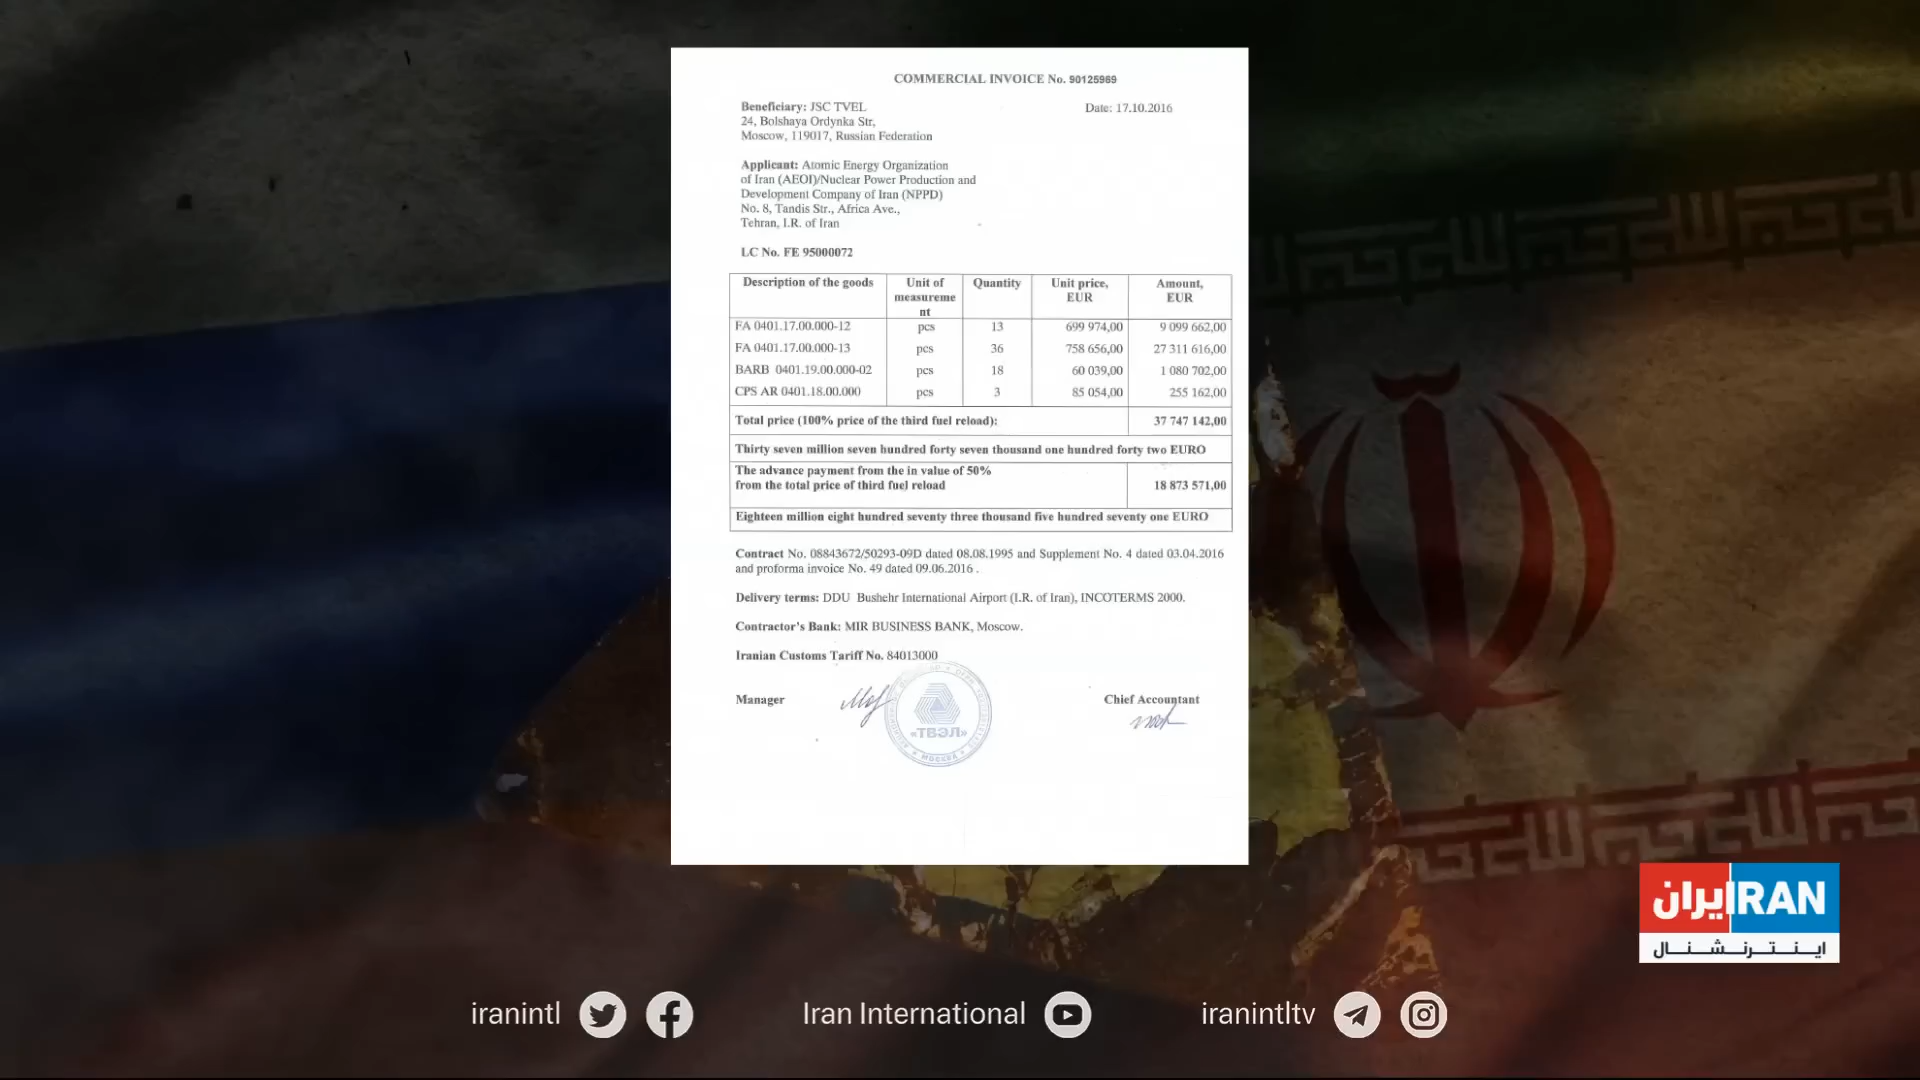 COMMERCIAL INVOICE No. 90125969
Beneficiary: JSC TVEL
Date: 17.10.2016
24, Bolshaya Ordynka Str,
Moscow, 119017, Russian Federation
Applicant: Atomic Energy Organization
of Iran (AEOI)/Nuclear Power Production and
Development Company of Iran (NPPD)
No. 8, Tandis Str., Africa Ave.,
Tehran, I.R. of Iran
LC No. FE 95000072
Description of the goods Unit of measureme nt Quantity Unit price, EUR Amount, EUR
FA 0401.17.00.000-12 pcs 13 699 974,00 9 099 662,00
FA 0401.17.00.000-13 pcs 36 758 656,00 27 311 616,00
BARB 0401.19.00.000-02 pcs 18 60 039,00 1 080 702,00
CPS AR 0401.18.00.000 pcs 3 85 054,00 255 162,00
Total price (100% price of the third fuel reload): 37 747 142,00
Thirty seven million seven hundred forty seven thousand one hundred forty two EURO
The advance payment from the in value of 50%
from the total price of third fuel reload 18 873 571,00
Eighteen million eight hundred seventy three thousand five hundred seventy one EURO
Contract No. 08843672/50293-09D dated 08.08.1995 and Supplement No. 4 dated 03.04.2016
and proforma invoice No. 49 dated 09.06.2016 .
Delivery terms: DDU Bushehr International Airport (I.R. of Iran), INCOTERMS 2000.
Contractor's Bank: MIR BUSINESS BANK, Moscow.
Iranian Customs Tariff No. 84013000
Manager
Chief Accountant
«ТВЭЛ»
МОСКВА
ایران IRAN
اینترنشنال
iranintl
Iran International
iranintltv